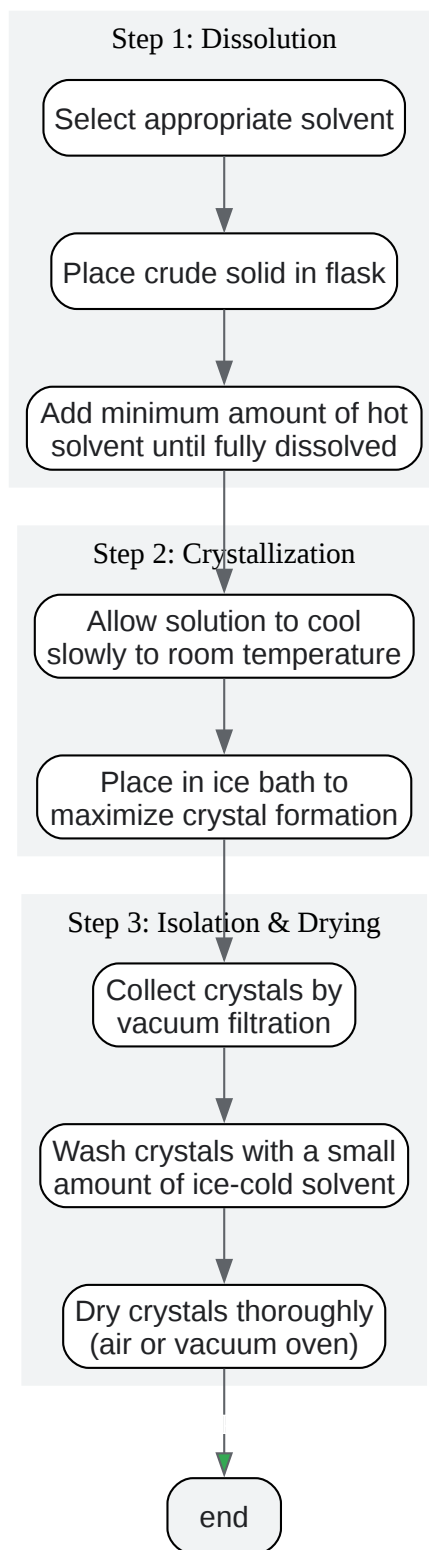 Step 1: Dissolution
Select appropriate solvent
Place crude solid in flask
Add minimum amount of hot
solvent until fully dissolved
Step 2: Crystallization
Allow solution to cool
slowly to room temperature
Place in ice bath to
maximize crystal formation
Step 3: Isolation & Drying
Collect crystals by
vacuum filtration
Wash crystals with a small
amount of ice-cold solvent
Dry crystals thoroughly
(air or vacuum oven)
end